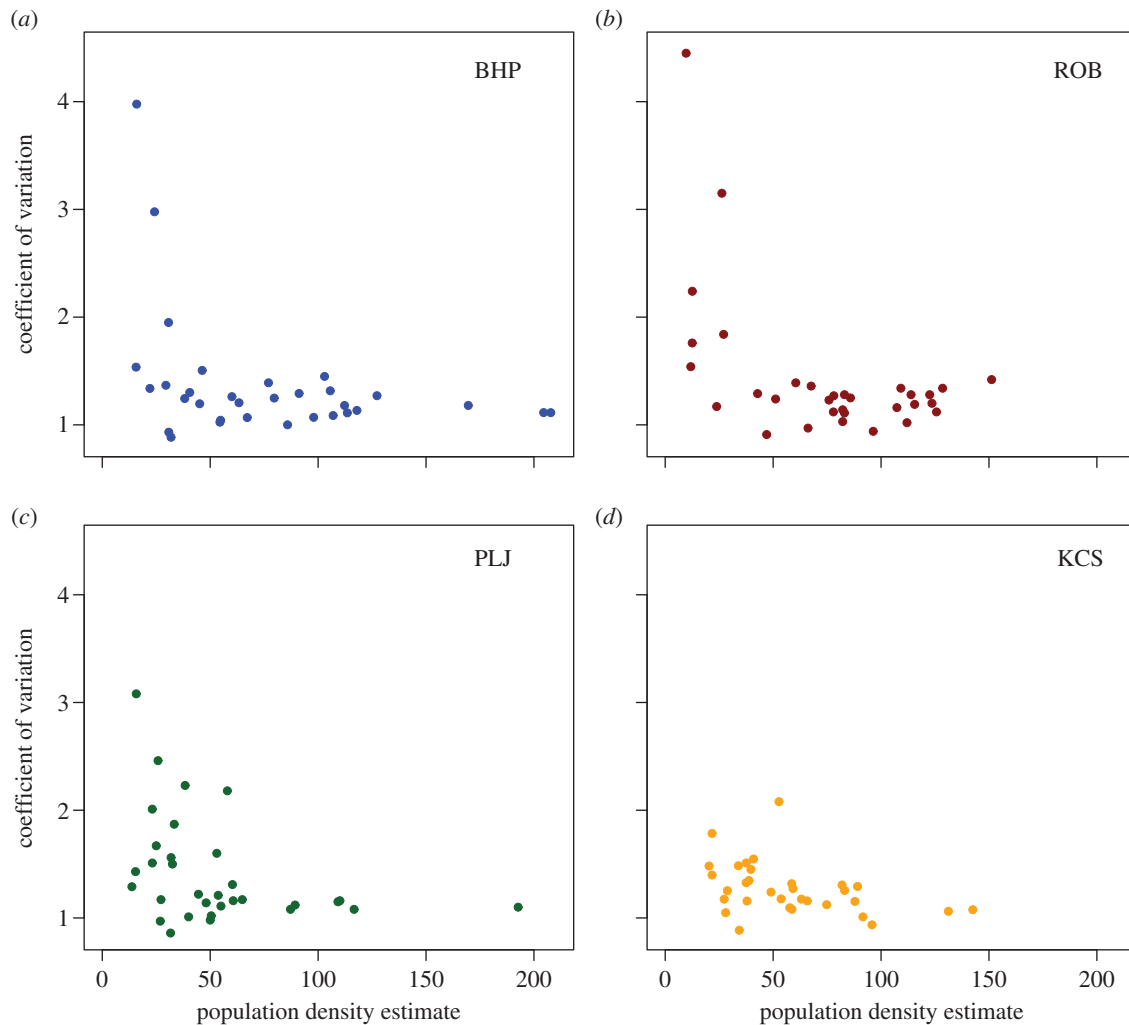 (a)
BHP
coefficient of variation
4
3
2
1
(b)
ROB
(c)
PLJ
coefficient of variation
4
3
2
1
0 50 100 150 200
population density estimate
(d)
KCS
0 50 100 150 200
population density estimate